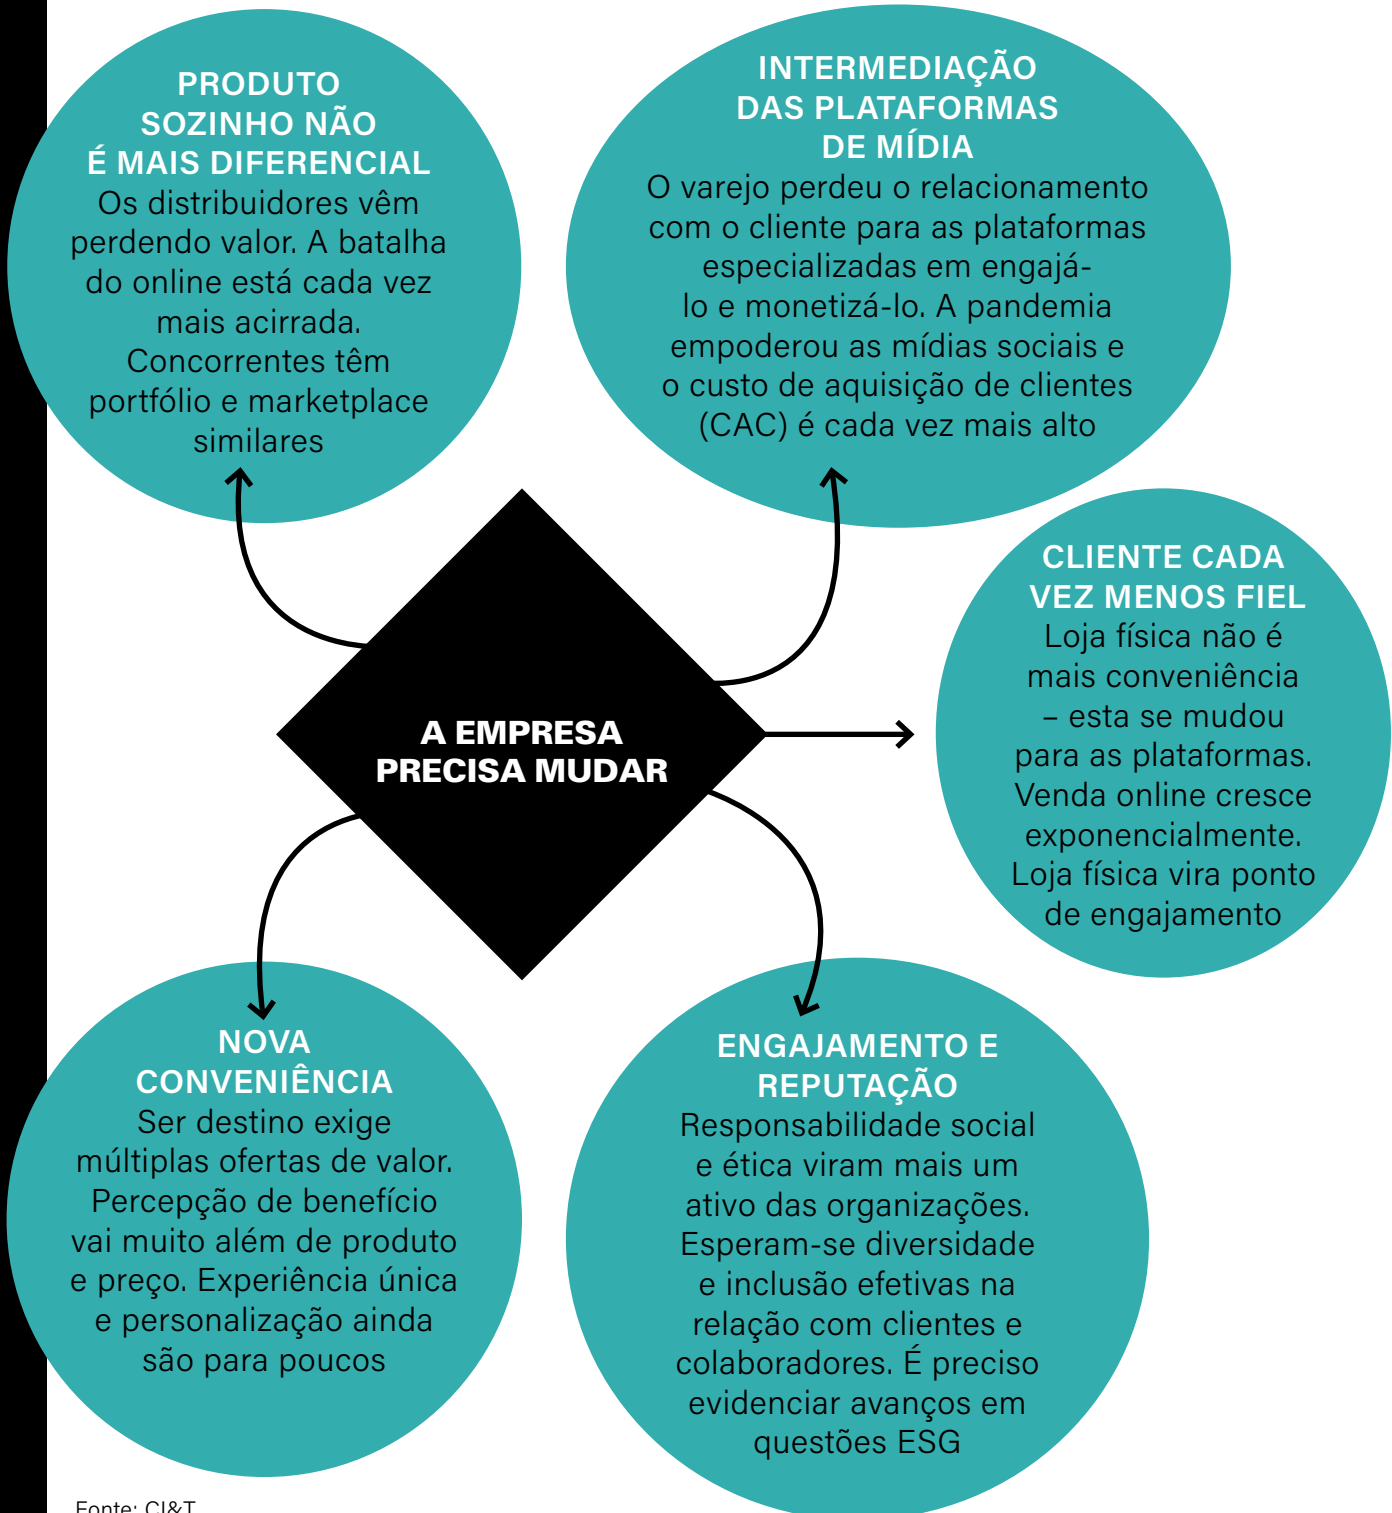 PRODUTO
SOZINHO NÃO
É MAIS DIFERENCIAL
Os distribuidores vêm
perdendo valor. A batalha
do online está cada vez
mais acirrada.
Concorrentes têm
portfólio e marketplace
similares
INTERMEDIAÇÃO
DAS PLATAFORMAS
DE MÍDIA
O varejo perdeu o relacionamento
com o cliente para as plataformas
especializadas em engajá-
lo e monetizá-lo. A pandemia
empoderou as mídias sociais e
o custo de aquisição de clientes
(CAC) é cada vez mais alto
CLIENTE CADA
VEZ MENOS FIEL
Loja física não é
mais conveniência
– esta se mudou
para as plataformas.
Venda online cresce
exponencialmente.
Loja física vira ponto
de engajamento
A EMPRESA
PRECISA MUDAR
NOVA
CONVENIÊNCIA
Ser destino exige
múltiplas ofertas de valor.
Percepção de benefício
vai muito além de produto
e preço. Experiência única
e personalização ainda
são para poucos
ENGAJAMENTO E
REPUTAÇÃO
Responsabilidade social
e ética viram mais um
ativo das organizações.
Esperam-se diversidade
e inclusão efetivas na
relação com clientes e
colaboradores. É preciso
evidenciar avanços em
questões ESG
Fonte: CI&T